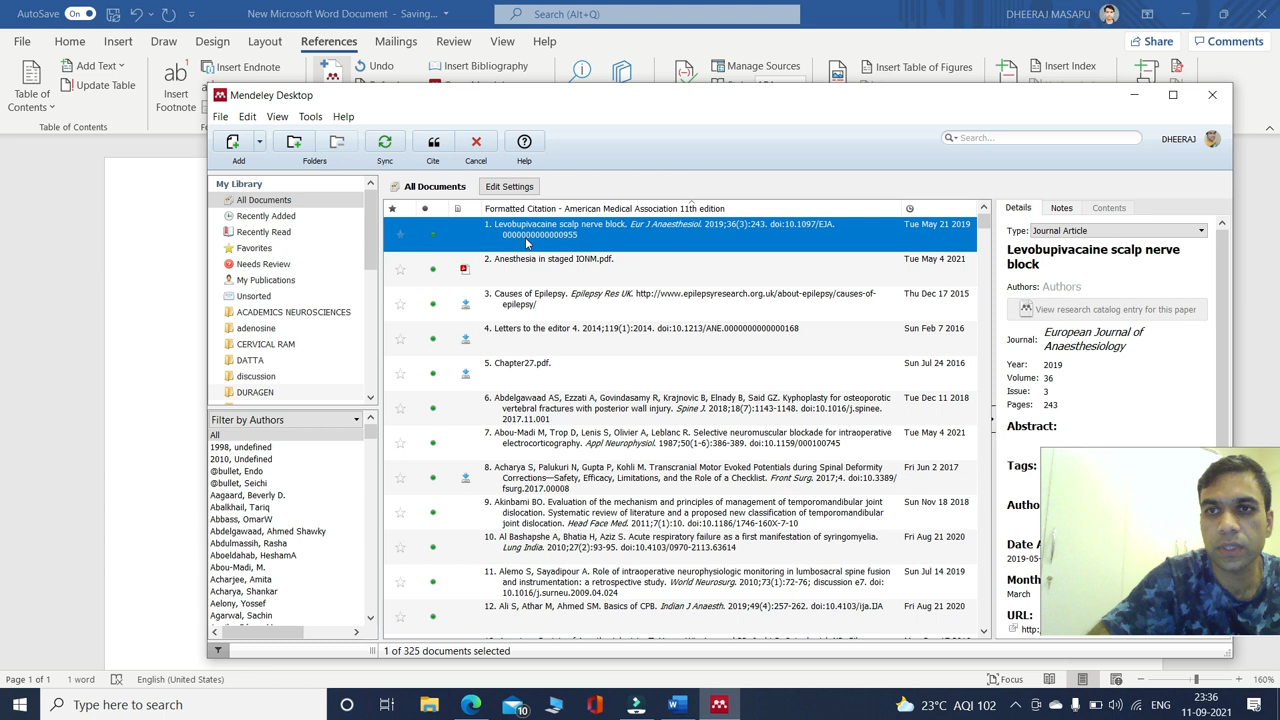 AutoSave On Word Document - Saving... Search (Alt+Q) DHEERAJ MASAPU
File Home Insert Draw Design Layout References Mailings Review View Help Share Comments
Add Text Insert Endnote Undo Insert Bibliography Manage Sources Insert Table of Figures Insert Index
Table of Contents
Update Table
ab
Insert Footnote
Table of Contents
Mendeley Desktop
File Edit View Tools Help
Add Folders Sync Cite Cancel Help
Search...
DHEERAJ
My Library
All Documents
Recently Added
Recently Read
Favorites
Needs Review
My Publications
Unsorted
ACADEMICS NEUROSCIENCES
adenosine
CERVICAL RAM
DATTA
discussion
DURAGEN
Filter by Authors
All
1998, undefined
2010, Undefined
@bullet, Endo
@bullet, Seichi
Aagaard, Beverly D.
Abalkhail, Tariq
Abbass, OmarW
Abdelgawaad, Ahmed Shawky
Abdulmassih, Rasha
Aboeldahab, HeshamA
Abou-Madi, M.
Acharjee, Amita
Acharya, Shankar
Aelony, Yossef
Agarwal, Sachin
All Documents Edit Settings
Formatted Citation - American Medical Association 11th edition
1. Levobupivacaine scalp nerve block. Eur J Anaesthesiol. 2019;36(3):243. doi:10.1097/EJA. Tue May 21 2019
0000000000000955
2. Anesthesia in staged IONM.pdf. Tue May 4 2021
3. Causes of Epilepsy. Epilepsy Res UK. http://www.epilepsyresearch.org.uk/about-epilepsy/causes-of- Thu Dec 17 2015
epilepsy/
4. Letters to the editor 4. 2014;119(1):2014. doi:10.1213/ANE.0000000000000168 Sun Feb 7 2016
5. Chapter27.pdf. Sun Jul 24 2016
6. Abdelgawaad AS, Ezzati A, Govindasamy R, Krajnovic B, Elnady B, Said GZ. Kyphoplasty for osteoporotic Tue Dec 11 2018
vertebral fractures with posterior wall injury. Spine J. 2018;18(7):1143-1148. doi:10.1016/j.spinee.
2017.11.001
7. Abou-Madi M, Trop D, Lenis S, Olivier A, Leblanc R. Selective neuromuscular blockade for intraoperative Tue May 4 2021
electrocorticography. Appl Neurophysiol. 1987;50(1-6):386-389. doi:10.1159/000100745
8. Acharya S, Palukuri N, Gupta P, Kohli M. Transcranial Motor Evoked Potentials during Spinal Deformity Fri Jun 2 2017
Corrections—Safety, Efficacy, Limitations, and the Role of a Checklist. Front Surg. 2017;4. doi:10.3389/
fsurg.2017.00008
9. Akinbami BO. Evaluation of the mechanism and principles of management of temporomandibular joint Sun Nov 18 2018
dislocation. Systematic review of literature and a proposed new classification of temporomandibular
joint dislocation. Head Face Med. 2011;7(1):10. doi:10.1186/1746-160X-7-10
10. Al Bashapshe A, Bhatia H, Aziz S. Acute respiratory failure as a first manifestation of syringomyelia. Fri Aug 21 2020
Lung India. 2010;27(2):93-95. doi:10.4103/0970-2113.63614
11. Alemo S, Sayadipour A. Role of intraoperative neurophysiologic monitoring in lumbosacral spine fusion Sun Jul 14 2019
and instrumentation: a retrospective study. World Neurosurg. 2010;73(1):72-76; discussion e7. doi:
10.1016/j.surneu.2009.04.024
12. Ali S, Athar M, Ahmed SM. Basics of CPB. Indian J Anaesth. 2019;49(4):257-262. doi:10.4103/ija.IJA Fri Aug 21 2020
1 of 325 documents selected
Details Notes Contents
Type: Journal Article
Levobupivacaine scalp nerve block
Authors: Authors
View research catalog entry for this paper
Journal: European Journal of Anaesthesiology
Year: 2019
Volume: 36
Issue: 3
Pages: 243
Abstract:
Tags:
Date A
2019-05-
Month
March
URL:
http:
Page 1 of 1 1 word English (United States) Focus 160%
Type here to search 10 23°C AQI 102 ENG 23:36
11-09-2021